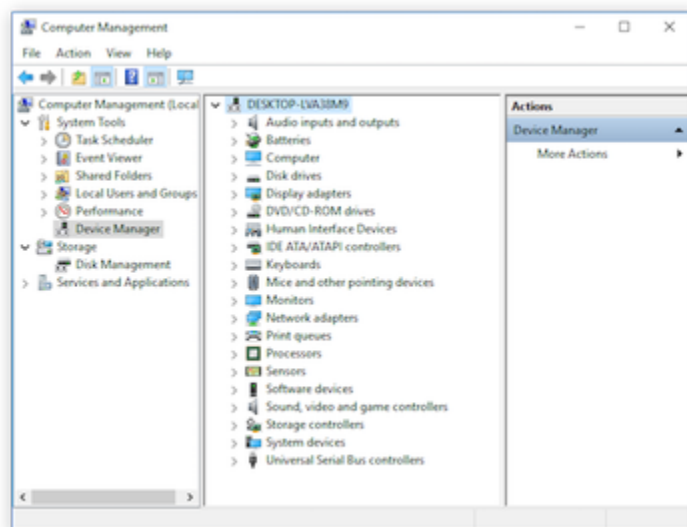 Computer Management
File Action View Help
Computer Management (Local
System Tools
Task Scheduler
Event Viewer
Shared Folders
Local Users and Groups
Performance
Device Manager
Storage
Disk Management
Services and Applications
DESKTOP-LVA38M9
Audio inputs and outputs
Batteries
Computer
Disk drives
Display adapters
DVD/CD-ROM drives
Human Interface Devices
IDE ATA/ATAPI controllers
Keyboards
Mice and other pointing devices
Monitors
Network adapters
Print queues
Processors
Sensors
Software devices
Sound, video and game controllers
Storage controllers
System devices
Universal Serial Bus controllers
Actions
Device Manager
More Actions